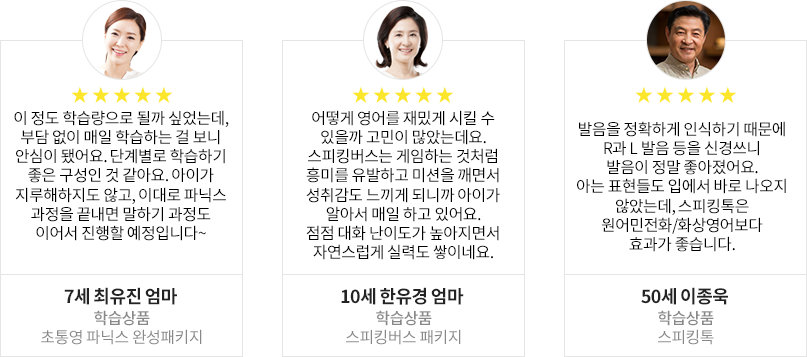 이 정도 학습량으로 될까 싶었는데,
부담 없이 매일 학습하는 걸 보니
안심이 됐어요. 단계별로 학습하기
좋은 구성인 것 같아요. 아이가
지루해하지도 않고, 이대로 파닉스
과정을 끝내면 말하기 과정도
이어서 진행할 예정입니다~
7세 최유진 엄마
학습상품
초통영 파닉스 완성패키지
어떻게 영어를 재밌게 시킬 수
있을까 고민이 많았는데요.
스피킹버스는 게임하는 것처럼
흥미를 유발하고 미션을 깨면서
성취감도 느끼게 되니까 아이가
알아서 매일 하고 있어요.
점점 대화 난이도가 높아지면서
자연스럽게 실력도 쌓이네요.
10세 한유경 엄마
학습상품
스피킹버스 패키지
발음을 정확하게 인식하기 때문에
R과 L 발음 등을 신경쓰니
발음이 정말 좋아졌어요.
아는 표현들도 입에서 바로 나오지
않았는데, 스피킹톡은
원어민전화/화상영어보다
효과가 좋습니다.
50세 이종욱
학습상품
스피킹톡